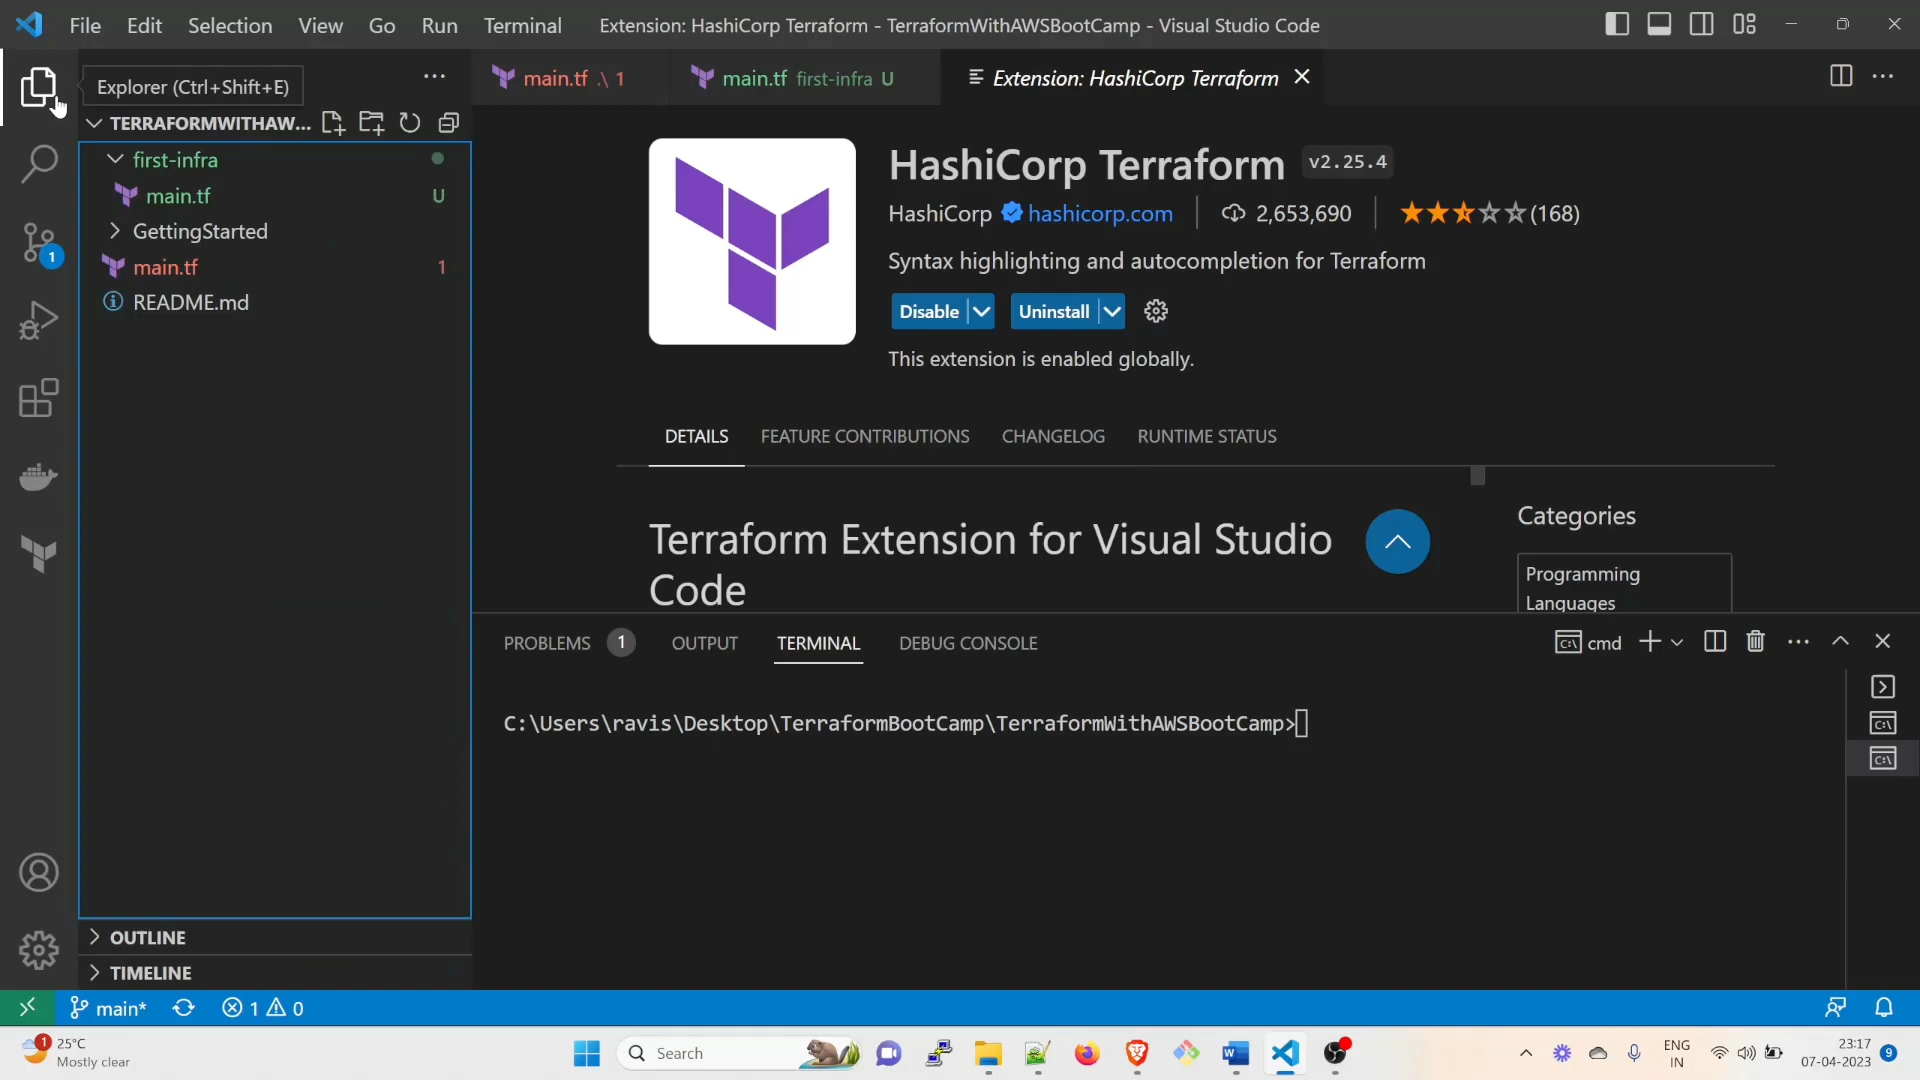 File Edit Selection View Go Run Terminal Extension: HashiCorp Terraform - TerraformWithAWSBootCamp - Visual Studio Code
Explorer (Ctrl+Shift+E)
main.tf .\ 1
main.tf first-infra U
Extension: HashiCorp Terraform
TERRAFORMWITHAW...
first-infra
main.tf U
GettingStarted
main.tf 1
README.md
OUTLINE
TIMELINE
1
HashiCorp Terraform v2.25.4
HashiCorp hashicorp.com 2,653,690 (168)
Syntax highlighting and autocompletion for Terraform
Disable Uninstall
This extension is enabled globally.
DETAILS FEATURE CONTRIBUTIONS CHANGELOG RUNTIME STATUS
Terraform Extension for Visual Studio
Code
Categories
Programming
Languages
PROBLEMS 1 OUTPUT TERMINAL DEBUG CONSOLE
cmd
C:\Users\ravis\Desktop\TerraformBootCamp\TerraformWithAWSBootCamp>
main* 1 0
1
25°C
Mostly clear
Search
ENG
IN
23:17
07-04-2023
9